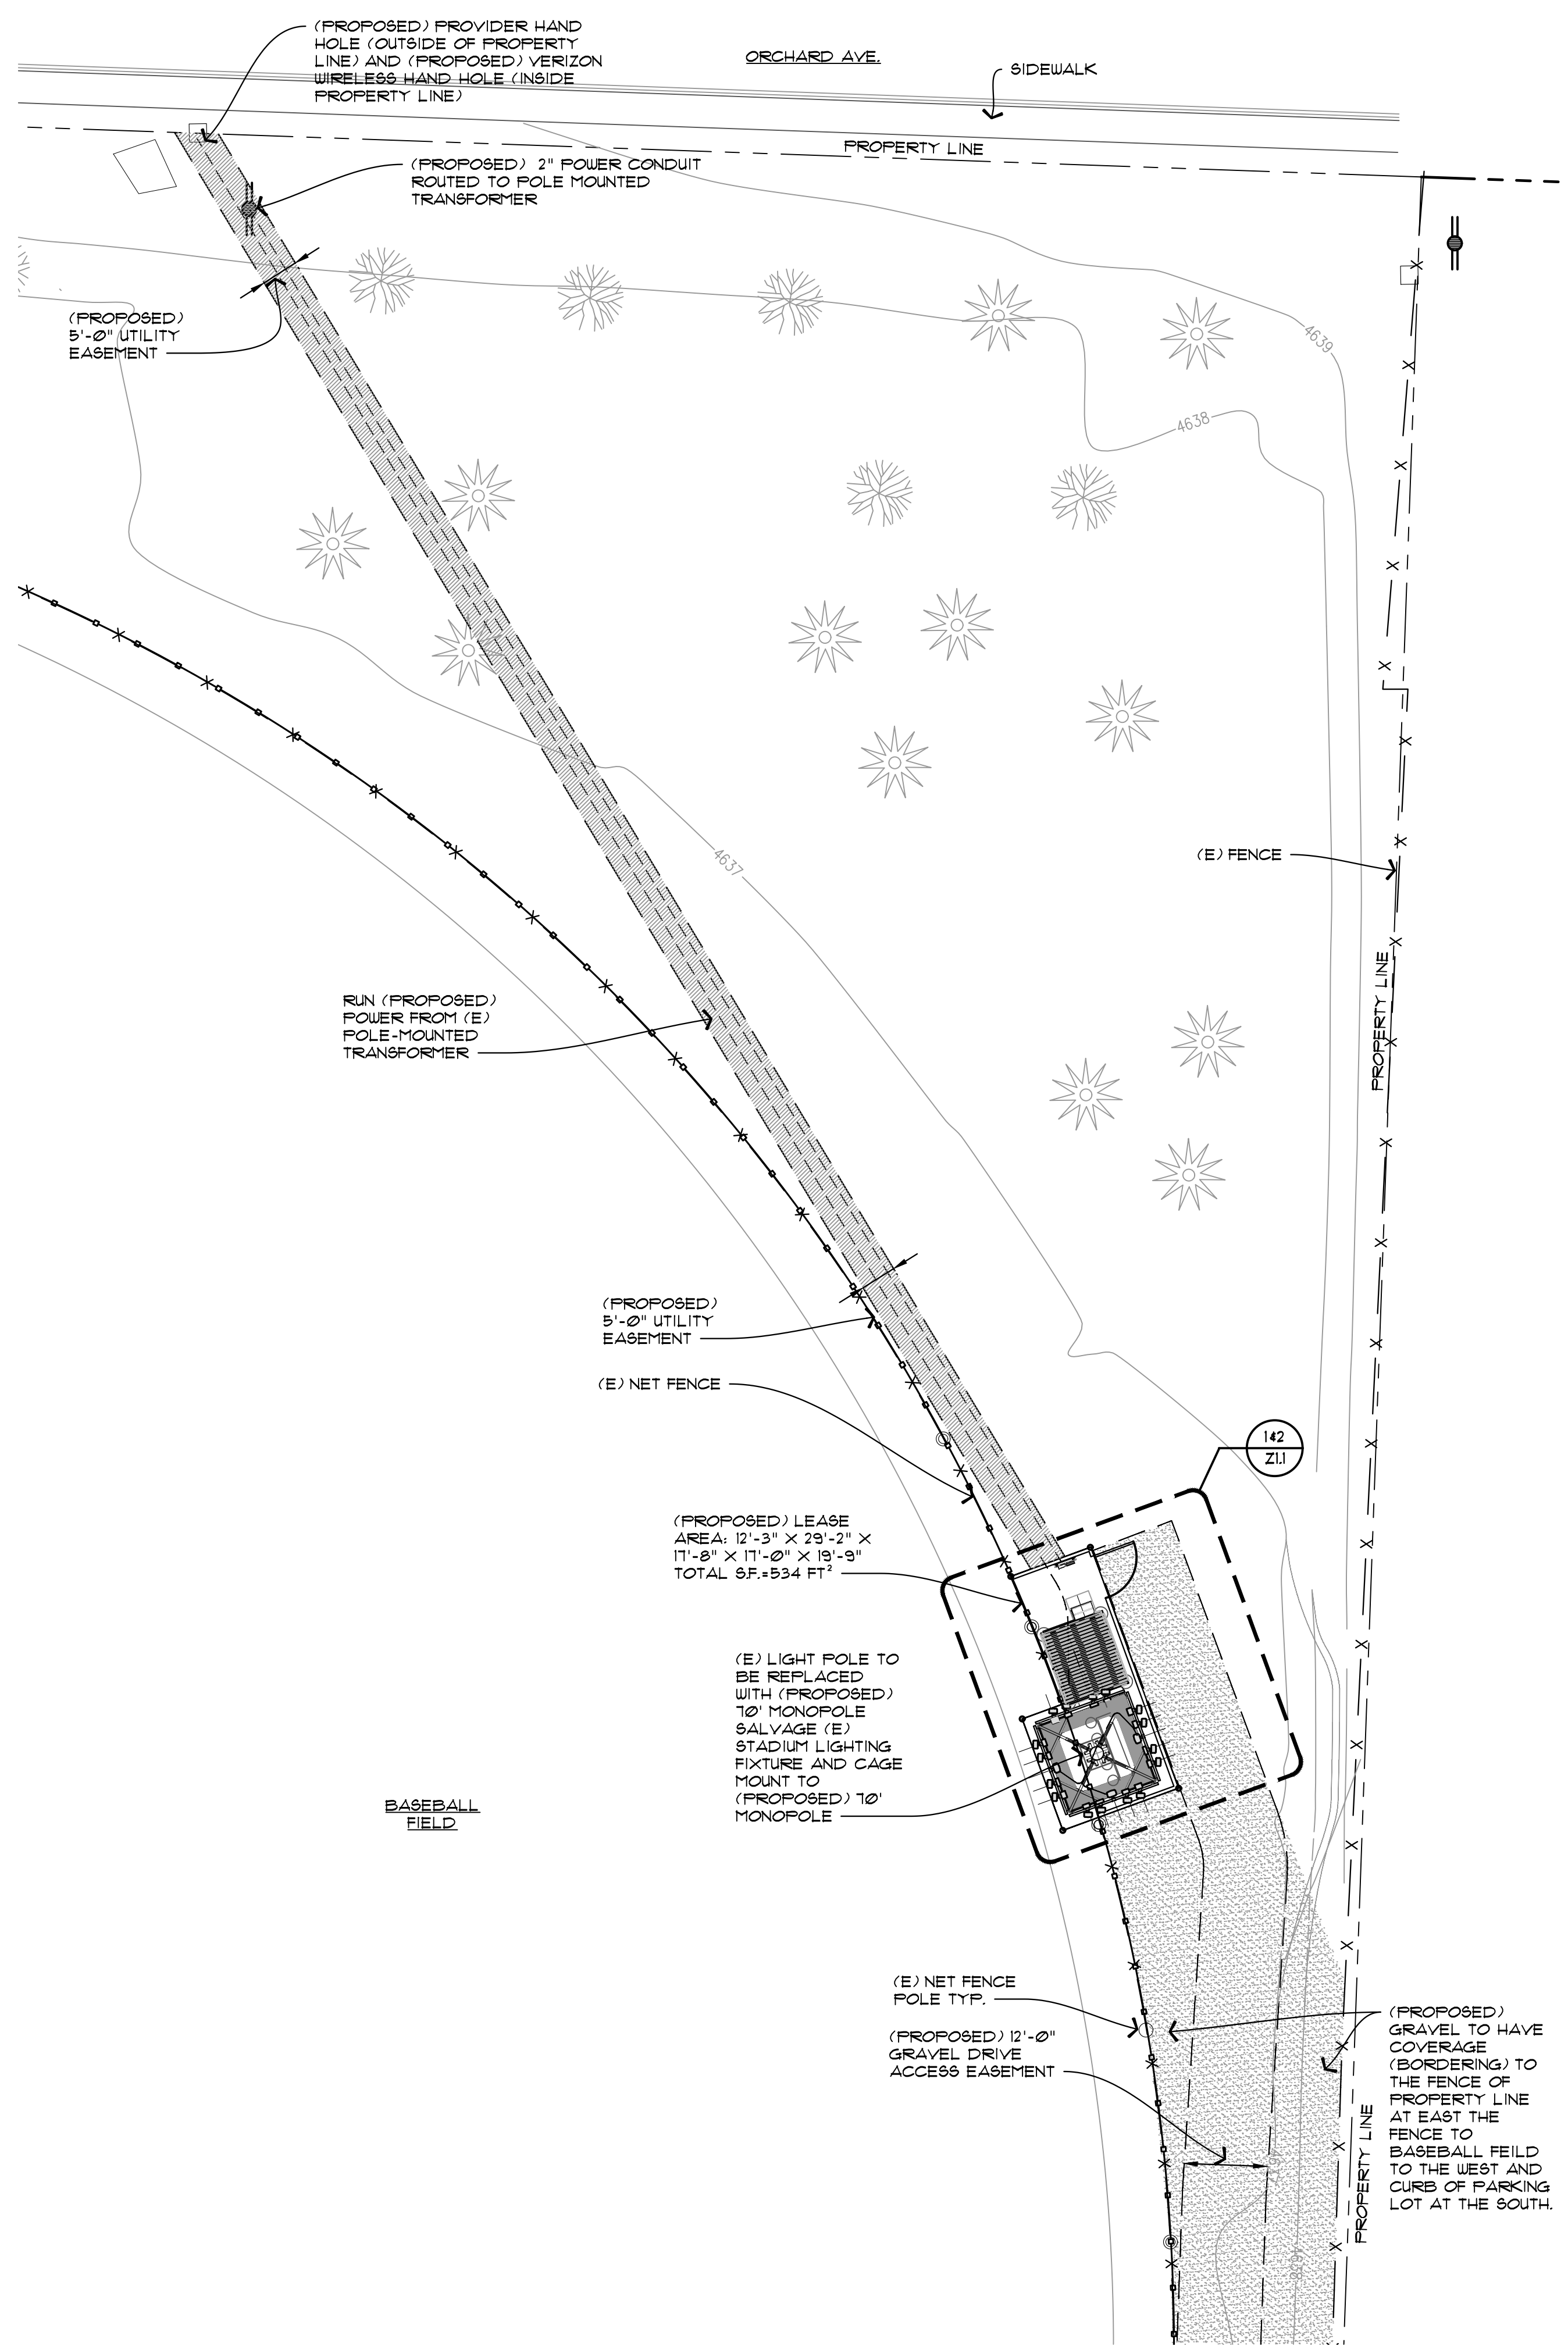 (PROPOSED) PROVIDER HAND
HOLE (OUTSIDE OF PROPERTY
LINE) AND (PROPOSED) VERIZON
WIRELESS HAND HOLE (INSIDE
PROPERTY LINE)
ORCHARD AVE.
SIDEWALK
PROPERTY LINE
(PROPOSED) 2" POWER CONDUIT
ROUTED TO POLE MOUNTED
TRANSFORMER
(PROPOSED)
5'-0" UTILITY
EASEMENT
4639
4638
4637
(E) FENCE
PROPERTY LINE
RUN (PROPOSED)
POWER FROM (E)
POLE-MOUNTED
TRANSFORMER
(PROPOSED)
5'-0" UTILITY
EASEMENT
(E) NET FENCE
1&2
Z1.1
(PROPOSED) LEASE
AREA: 12'-3" X 29'-2" X
17'-8" X 17'-0" X 19'-9"
TOTAL S.F.=534 FT²
(E) LIGHT POLE TO
BE REPLACED
WITH (PROPOSED)
70' MONOPOLE
SALVAGE (E)
STADIUM LIGHTING
FIXTURE AND CAGE
MOUNT TO
(PROPOSED) 70'
MONOPOLE
BASEBALL
FIELD
(E) NET FENCE
POLE TYP.
(PROPOSED) 12'-0"
GRAVEL DRIVE
ACCESS EASEMENT
(PROPOSED)
GRAVEL TO HAVE
COVERAGE
(BORDERING) TO
THE FENCE OF
PROPERTY LINE
AT EAST THE
FENCE TO
BASEBALL FEILD
TO THE WEST AND
CURB OF PARKING
LOT AT THE SOUTH.
PROPERTY LINE